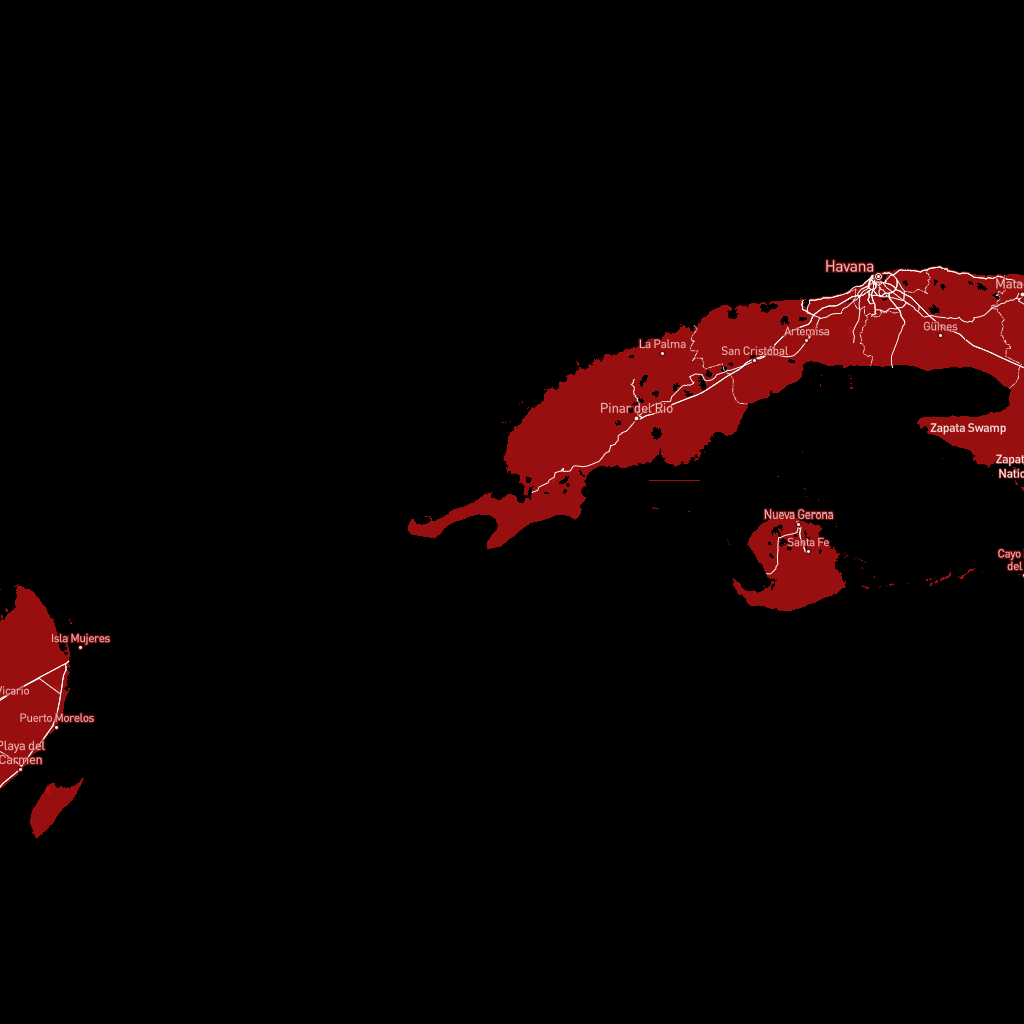 Havana
Mata
Güines
Artemisa
La Palma
San Cristóbal
Pinar del Río
Zapata Swamp
Zapat
Natio
Nueva Gerona
Santa Fe
Cayo
del
Isla Mujeres
Vicario
Puerto Morelos
Playa del
Carmen